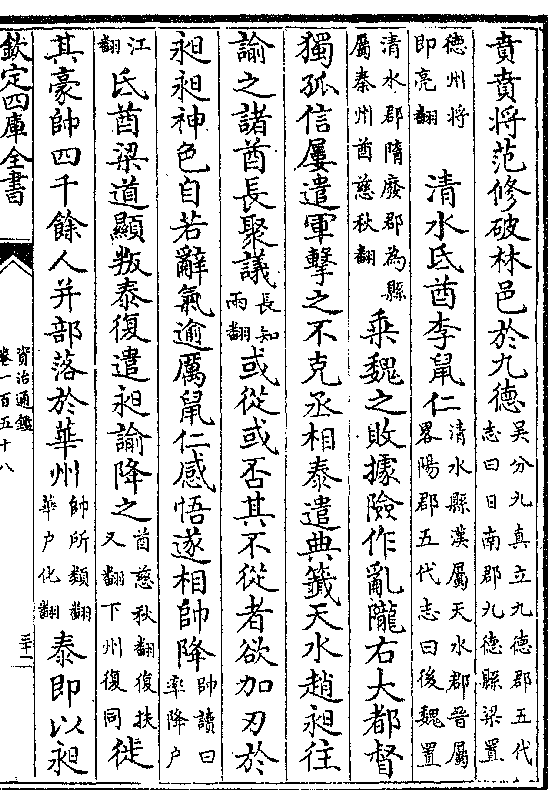 賁賁將范修破林邑於九德吳分九真立九德郡五代志曰日南郡九德縣梁置
德州將即亮翻　清水氐酋李鼠仁清水縣漢屬天水郡晉屬畧陽郡五代志曰後魏置
清水郡隋廢郡為縣屬秦州酋慈秋翻乗魏之敗據險作亂隴右大都督
獨孤信屢遣軍擊之不克丞相泰遣典籤天水趙昶往
諭之諸酋長聚議長知兩翻或從或否其不從者欲加刃於
昶昶神色自若辭氣逾厲鼠仁感悟遂相帥降帥讀曰率降户
江翻氐酋梁道顯叛泰復遣昶諭降之酋慈秋翻復扶又翻下州復同徙
其豪帥四千餘人并部落於華州帥所類翻華户化翻泰即以昶
欽定四庫全書
資治通鑑
卷一百五十八
三十二